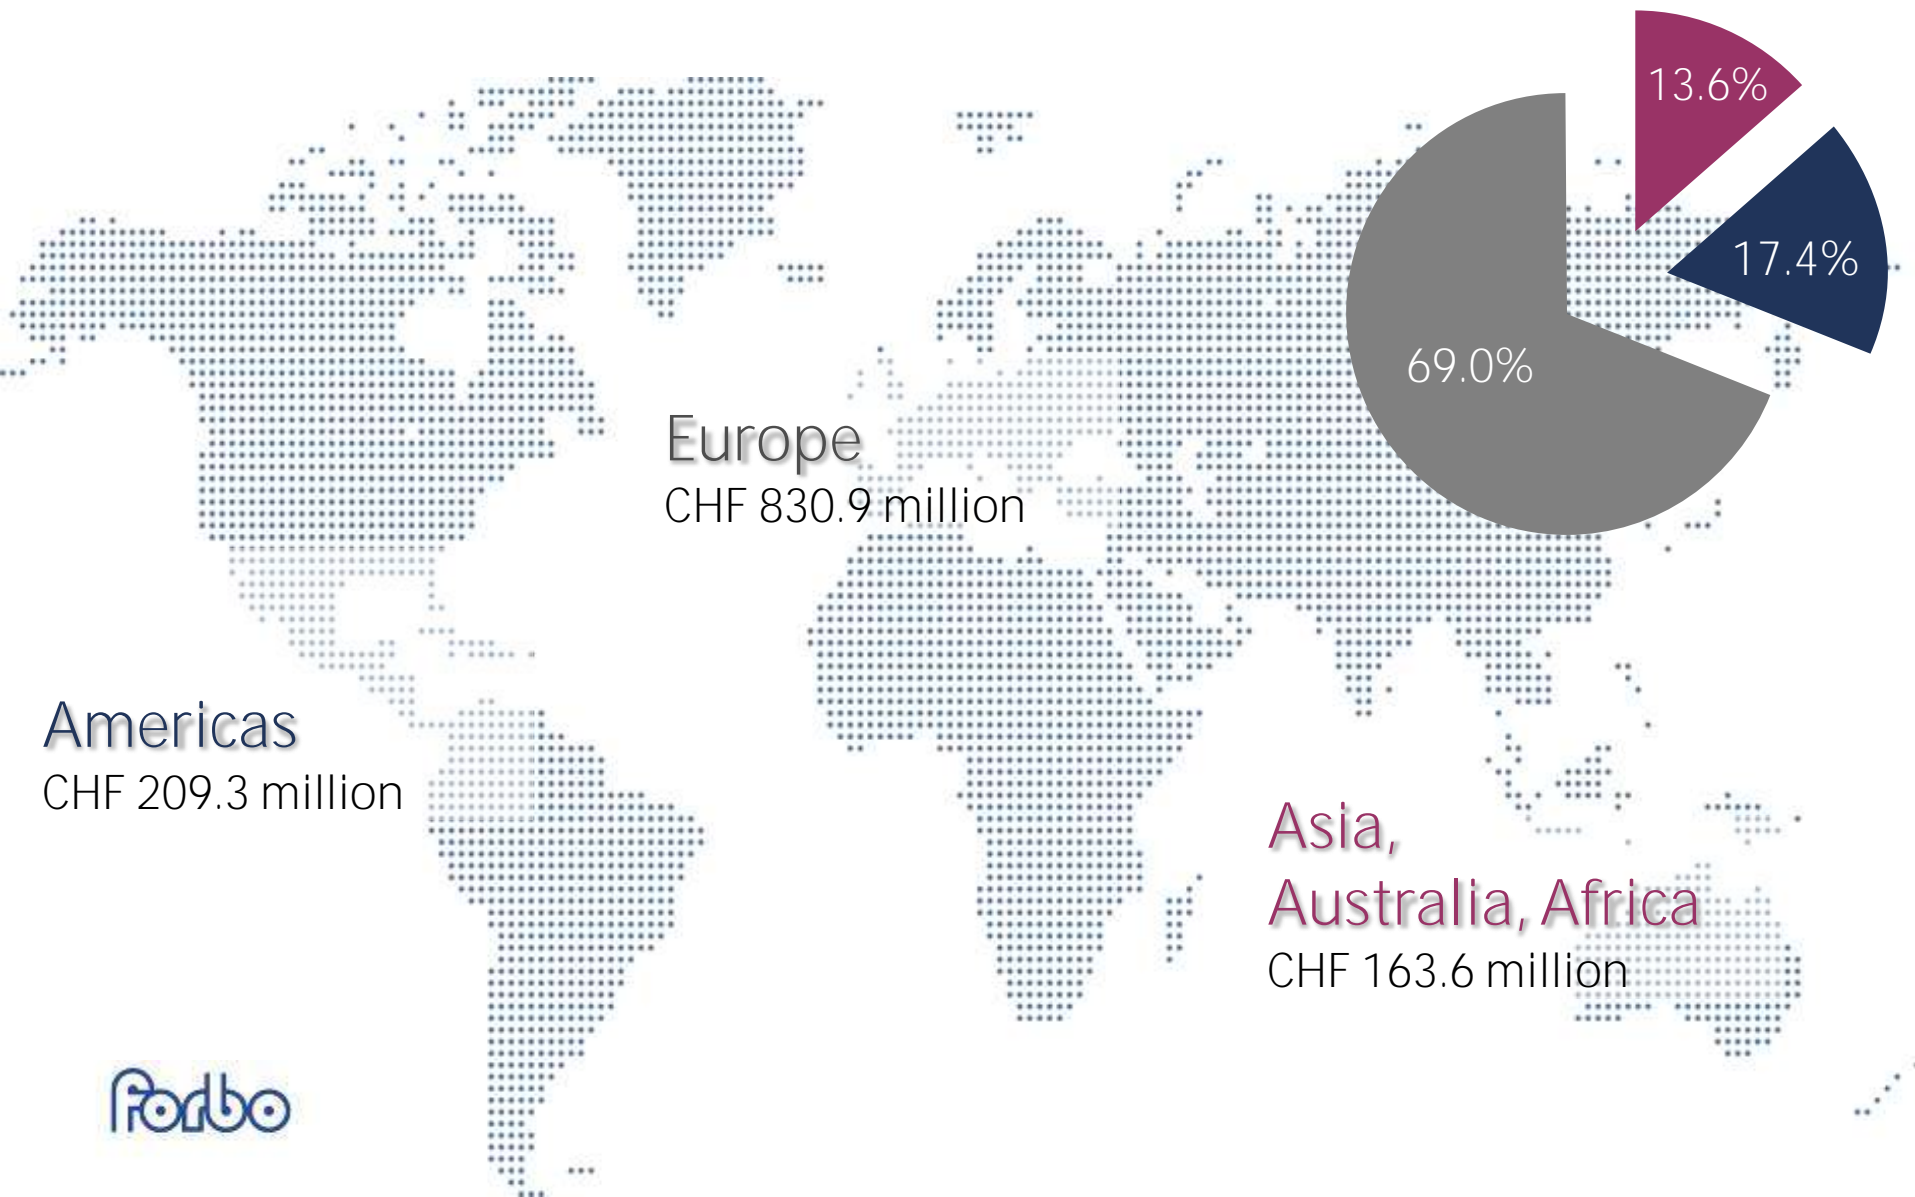 13.6%
17.4%
69.0%
Europe
CHF 830.9 million
Americas
CHF 209.3 million
Asia,
Australia, Africa
CHF 163.6 million
forbo